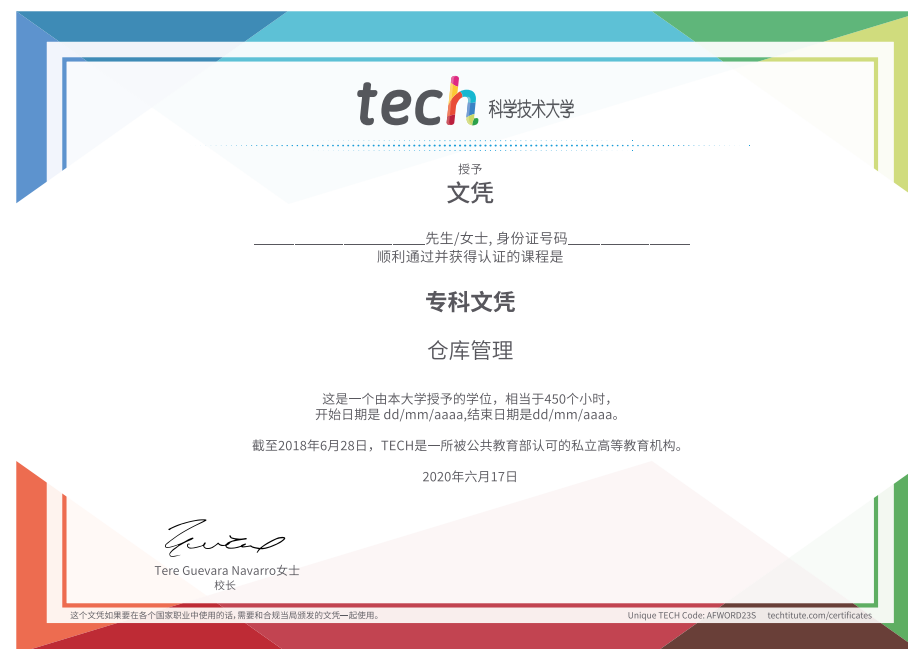 tech 科学技术大学
授予
文凭
____________________先生/女士, 身份证号码______________
顺利通过并获得认证的课程是
专科文凭
仓库管理
这是一个由本大学授予的学位，相当于450个小时，
开始日期是 dd/mm/aaaa,结束日期是dd/mm/aaaa。
截至2018年6月28日，TECH是一所被公共教育部认可的私立高等教育机构。
2020年六月17日
Tere Guevara Navarro女士
校长
这个文凭如果要在各个国家职业中使用的话,需要和合规当局颁发的文凭一起使用。
Unique TECH Code: AFWORD23S techtitute.com/certificates